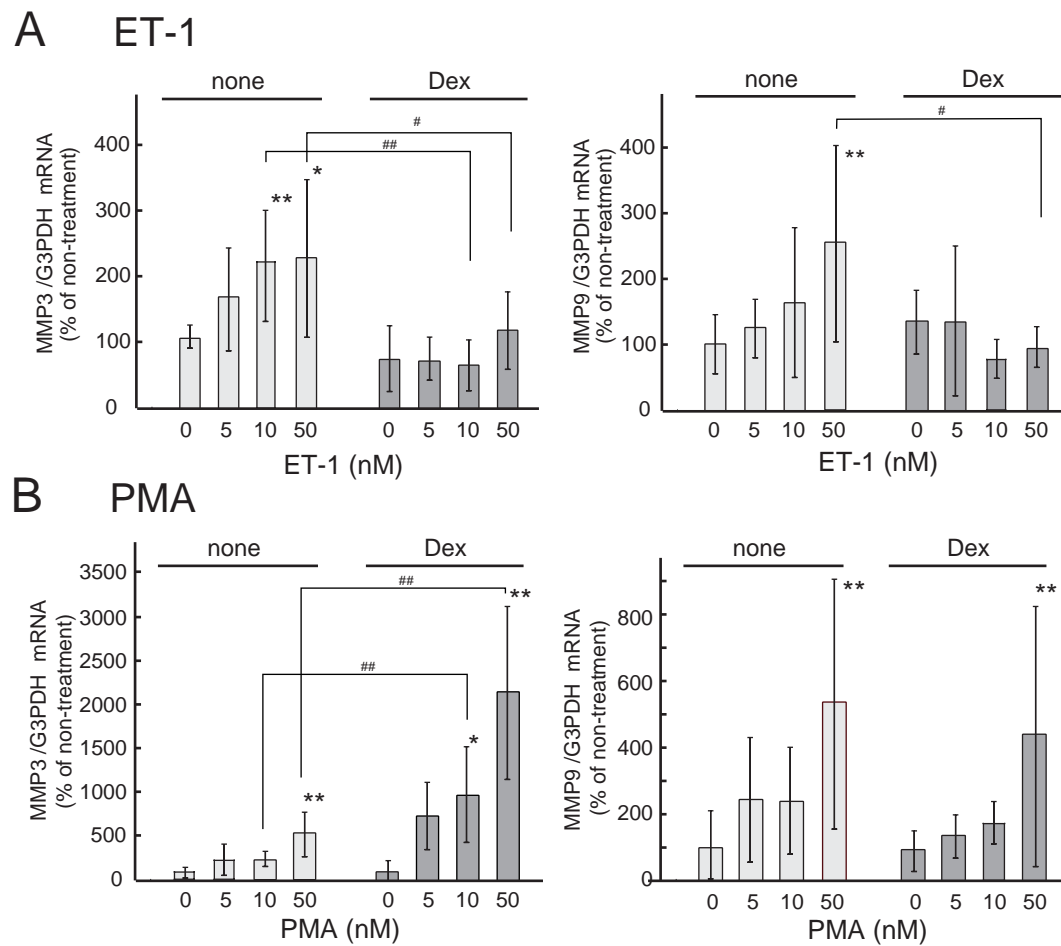 A ET-1
none Dex
MMP3 /G3PDH mRNA
(% of non-treatment)
400
300
200
100
0
#
##
**
*
0 5 10 50 0 5 10 50
ET-1 (nM)
none Dex
MMP9 /G3PDH mRNA
(% of non-treatment)
400
300
200
100
0
#
**
0 5 10 50 0 5 10 50
ET-1 (nM)
B PMA
none Dex
MMP3 /G3PDH mRNA
(% of non-treatment)
3500
3000
2500
2000
1500
1000
500
0
##
**
##
*
**
0 5 10 50 0 5 10 50
PMA (nM)
none Dex
MMP9 /G3PDH mRNA
(% of non-treatment)
800
600
400
200
0
** **
0 5 10 50 0 5 10 50
PMA (nM)